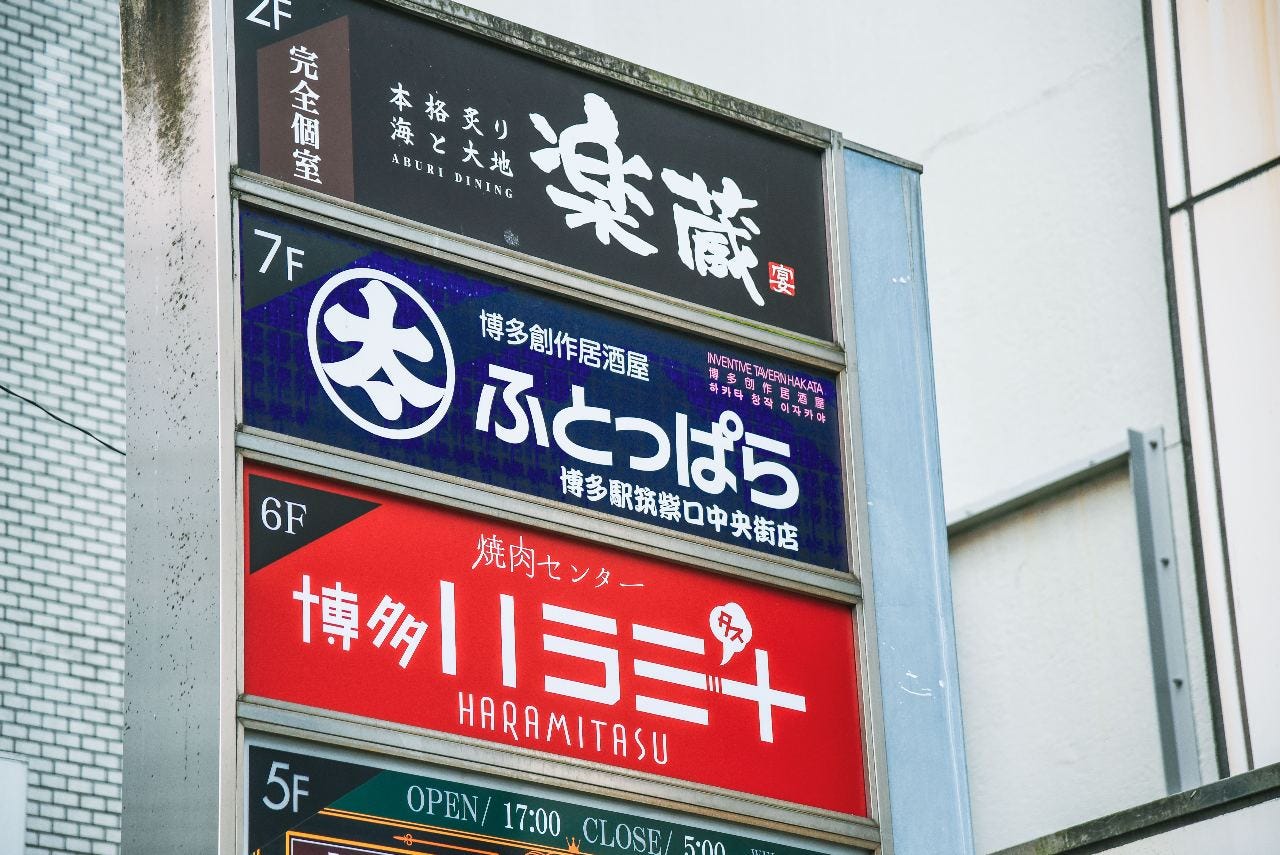 2F
完全個室
本格炙り
海と大地
ABURI DINING
楽蔵
宴
7F
太
博多創作居酒屋
ふとっぱら
博多駅筑紫口中央街店
INVENTIVE TAVERN HAKATA
博多创作居酒屋
하카타 창작 이자카야
6F
焼肉センター
博多ハラミ+
タス
HARAMITASU
5F
OPEN/ 17:00 CLOSE/ 5:00